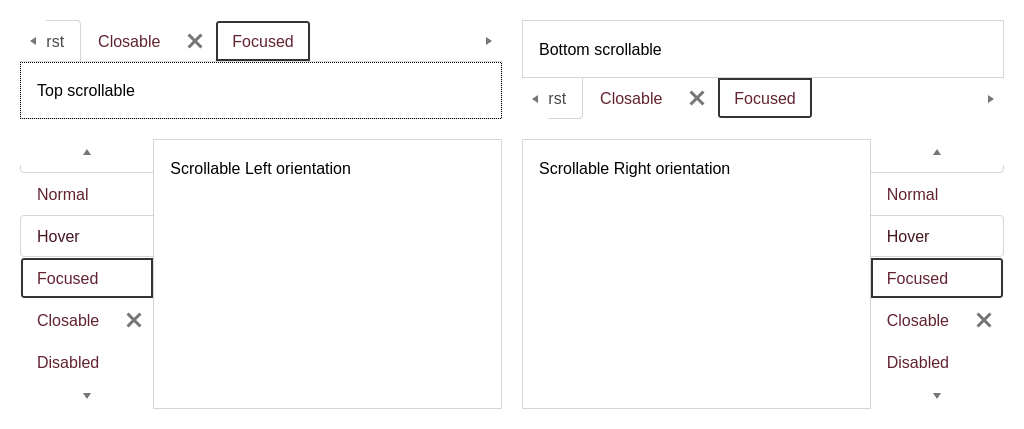 rst Closable Focused
Top scrollable
Bottom scrollable
rst Closable Focused
Scrollable Left orientation
Normal
Hover
Focused
Closable
Disabled
Scrollable Right orientation
Normal
Hover
Focused
Closable
Disabled